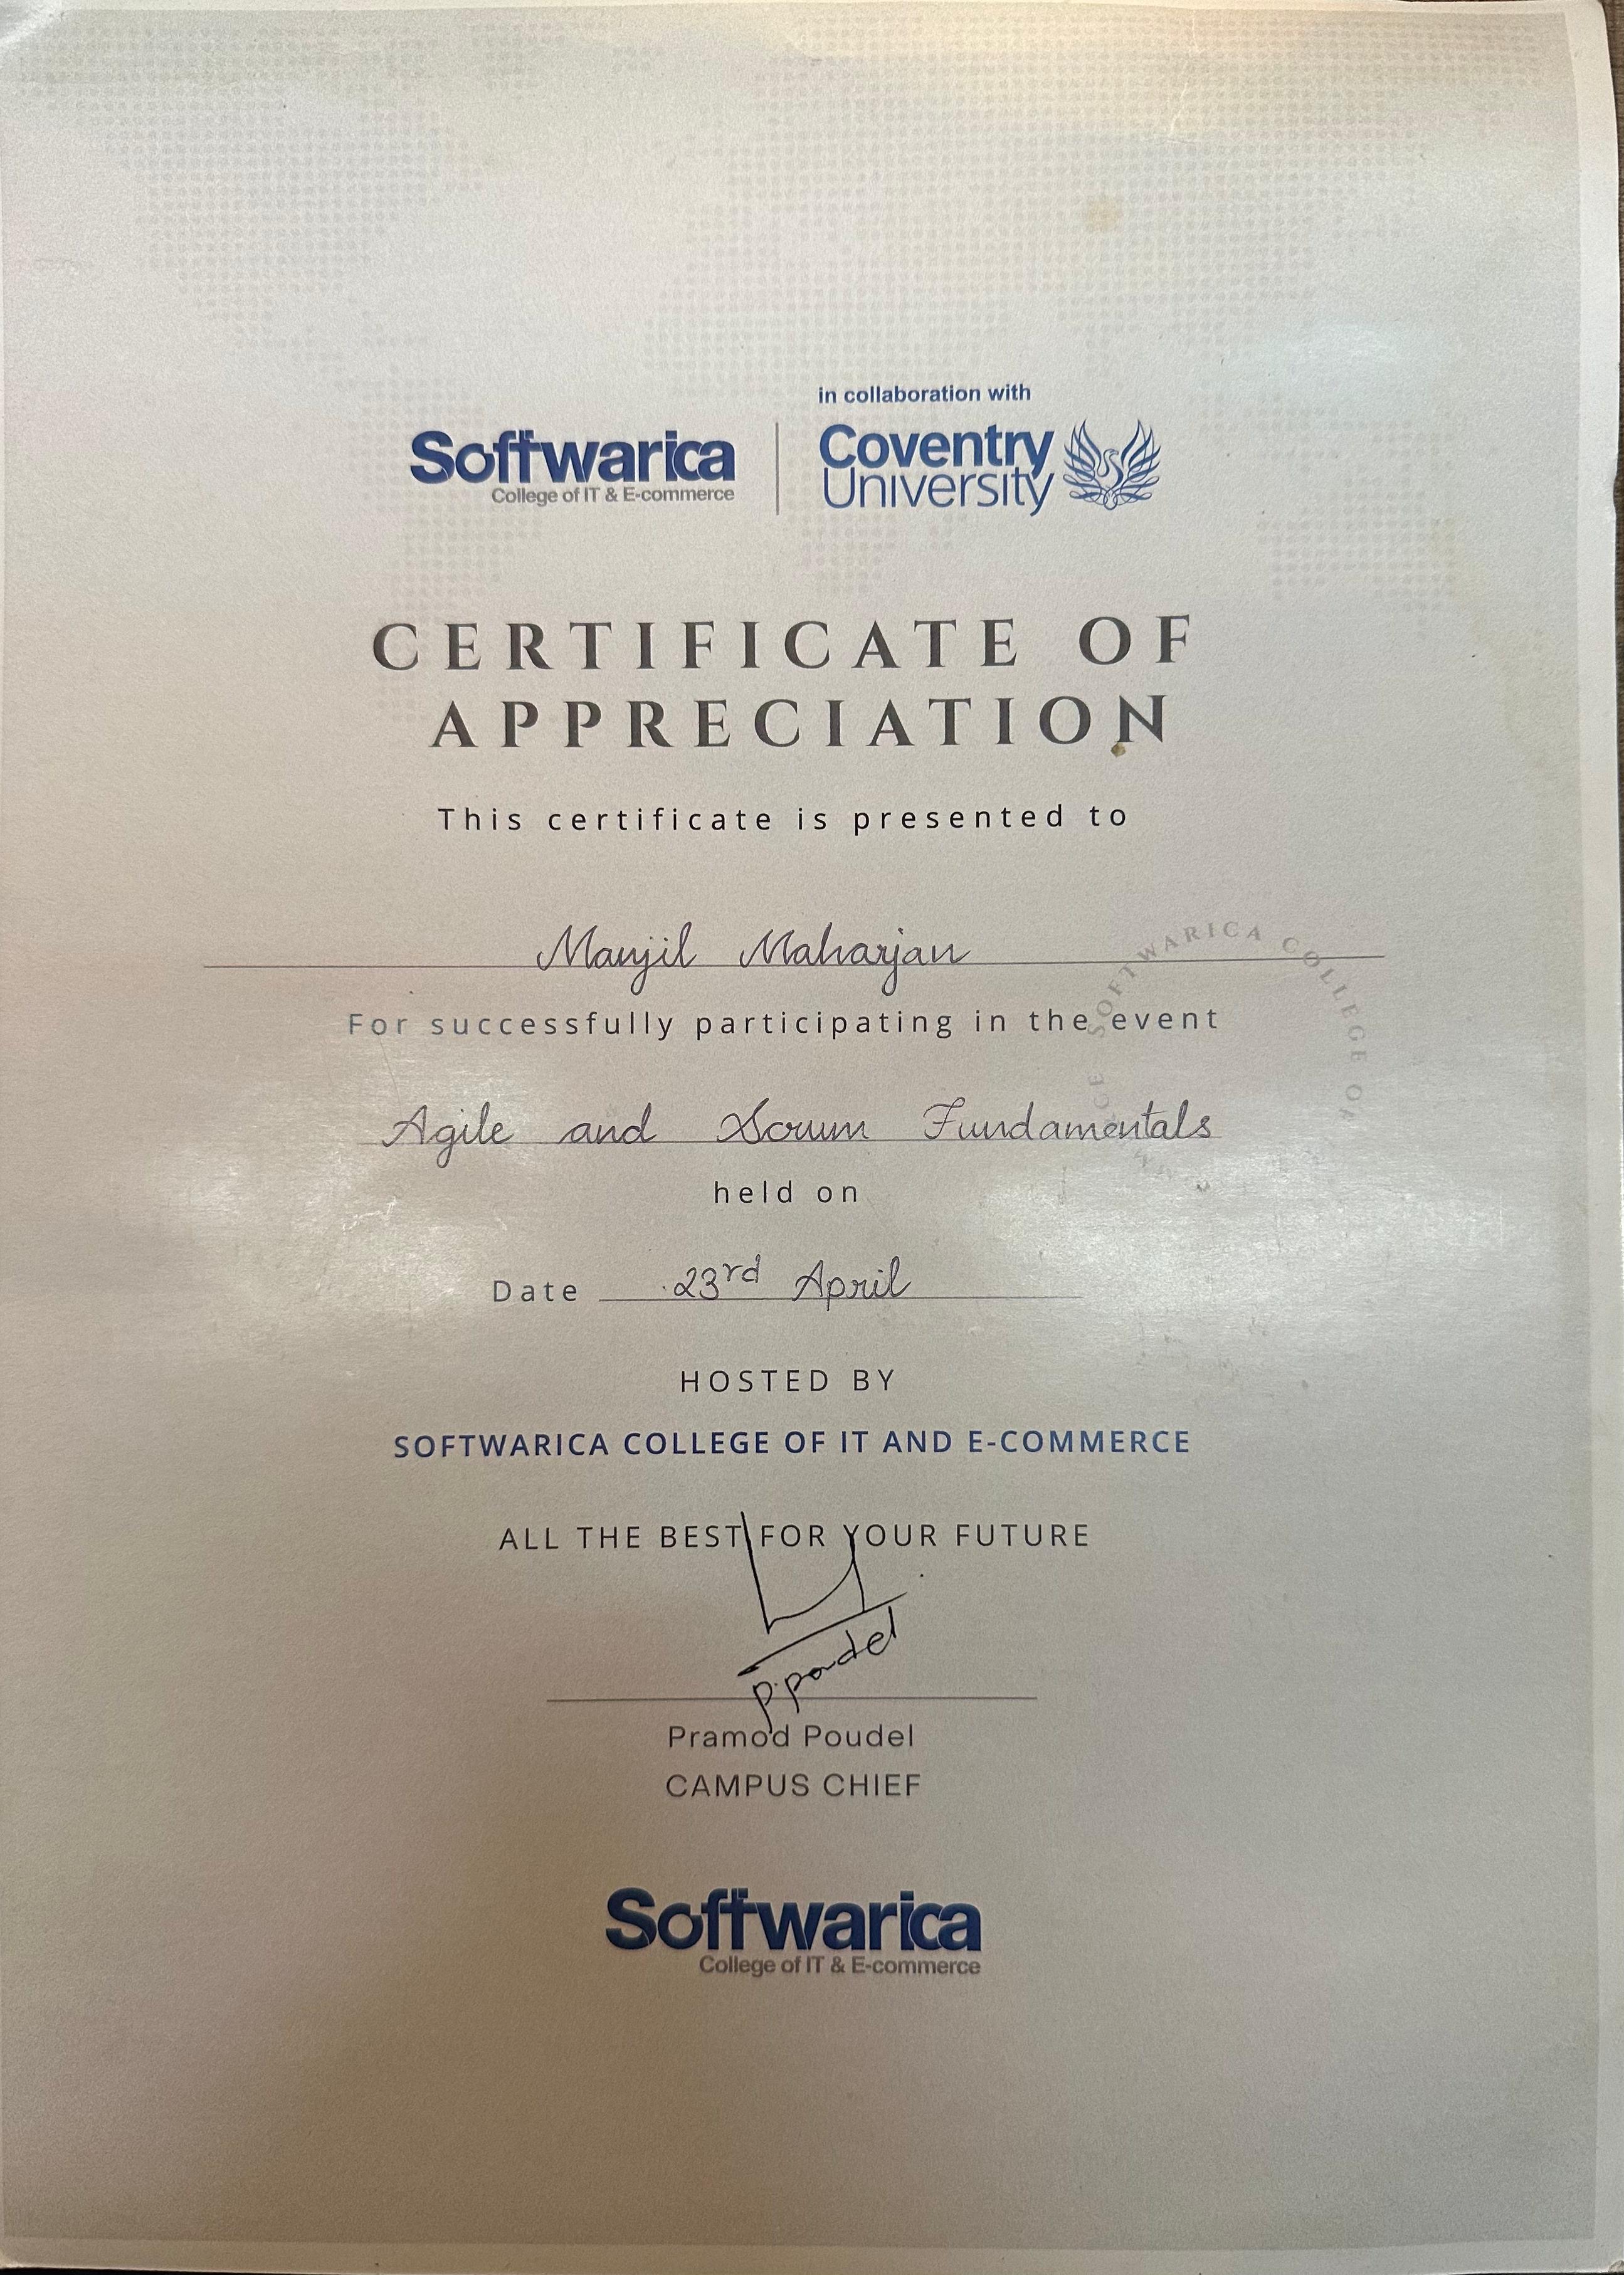 in collaboration with
Softwarica
College of IT & E-commerce
Coventry
University
CERTIFICATE OF
APPRECIATION
This certificate is presented to
Manjil Maharjan
For successfully participating in the event
Agile and Scrum Fundamentals
held on
Date 23rd April
HOSTED BY
SOFTWARICA COLLEGE OF IT AND E-COMMERCE
ALL THE BEST FOR YOUR FUTURE
P. poudel
Pramod Poudel
CAMPUS CHIEF
Softwarica
College of IT & E-commerce
SOFTWARICA COLLEGE